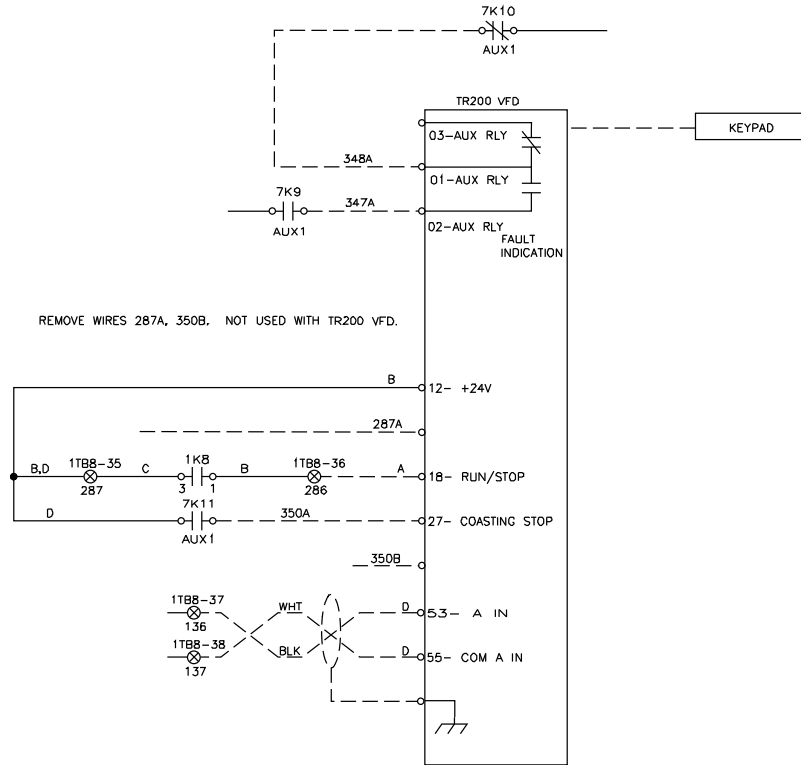 7K10
AUX1
TR200 VFD
KEYPAD
03-AUX RLY
348A
01-AUX RLY
7K9
347A
AUX1
02-AUX RLY
FAULT
INDICATION
REMOVE WIRES 287A, 350B. NOT USED WITH TR200 VFD.
B
12- +24V
287A
B,D
1TB8-35
287
C
1K8
3
1
B
1TB8-36
286
A
18- RUN/STOP
D
7K11
AUX1
350A
27- COASTING STOP
350B
1TB8-37
136
WHT
D
53- A IN
1TB8-38
137
BLK
D
55- COM A IN